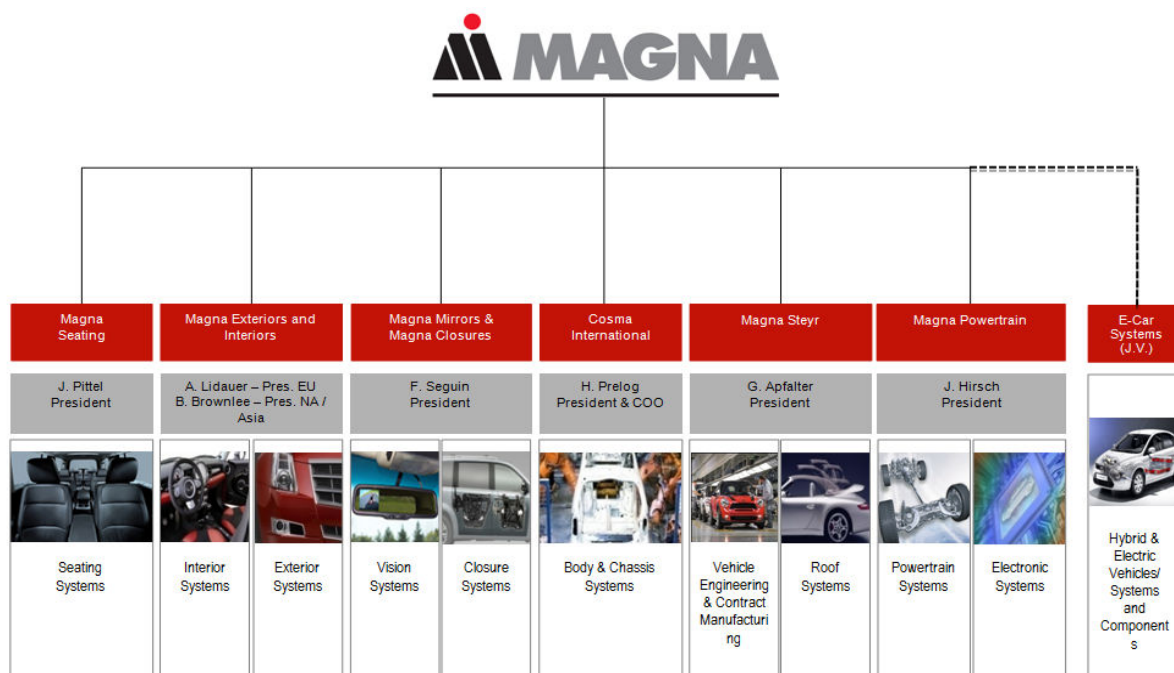 MAGNA
Magna
Seating
Magna Exteriors and
Interiors
Magna Mirrors &
Magna Closures
Cosma
International
Magna Steyr
Magna Powertrain
E-Car
Systems
(J.V.)
J. Pittel
President
A. Lidauer – Pres. EU
B. Brownlee – Pres. NA /
Asia
F. Seguin
President
H. Prelog
President & COO
G. Apfalter
President
J. Hirsch
President
Seating
Systems
Interior
Systems
Exterior
Systems
Vision
Systems
Closure
Systems
Body & Chassis
Systems
Vehicle
Engineering
& Contract
Manufacturi
ng
Roof
Systems
Powertrain
Systems
Electronic
Systems
Hybrid &
Electric
Vehicles/
Systems
and
Component
s